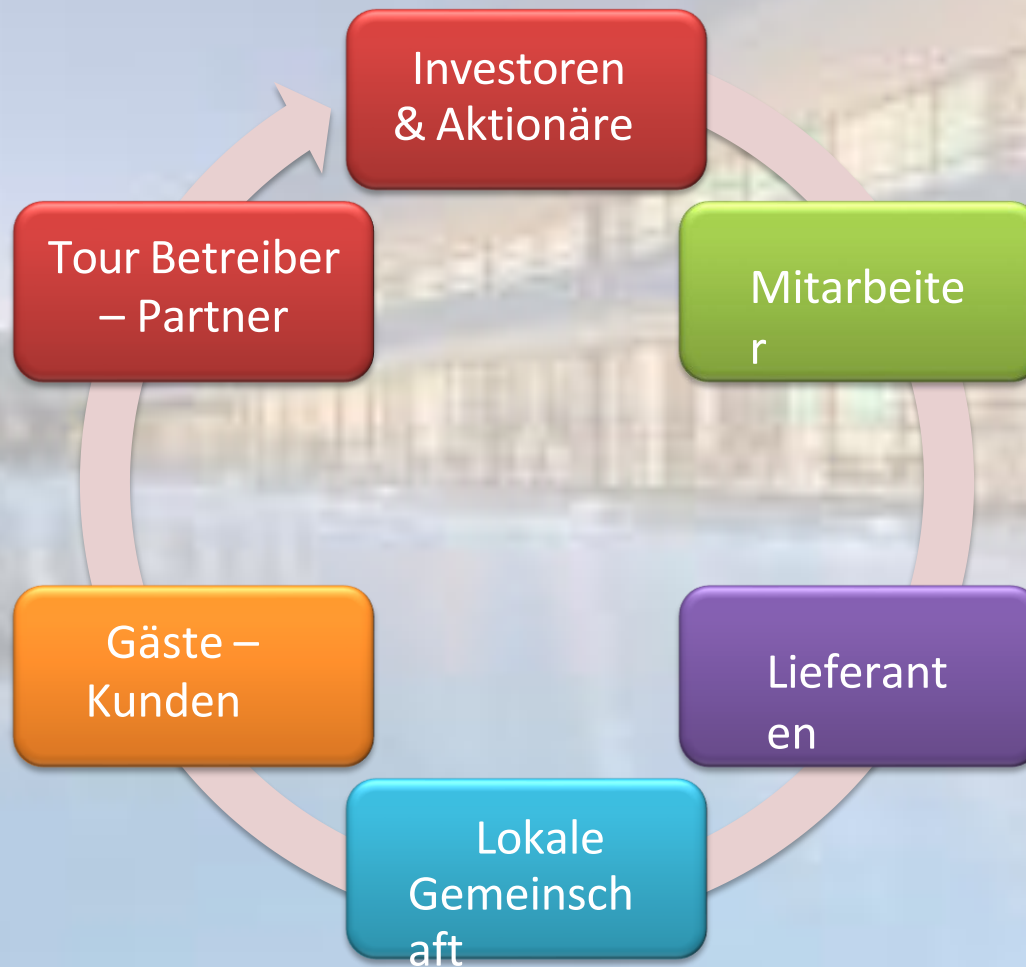 Investoren
& Aktionäre
Tour Betreiber
– Partner
Mitarbeite
r
Gäste –
Kunden
Lieferant
en
Lokale
Gemeinsch
aft